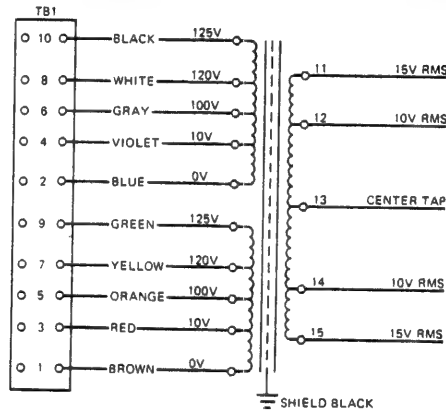 TB1
10 BLACK 125V
8 WHITE 120V
6 GRAY 100V
4 VIOLET 10V
2 BLUE 0V
9 GREEN 125V
7 YELLOW 120V
5 ORANGE 100V
3 RED 10V
1 BROWN 0V
11 15V RMS
12 10V RMS
13 CENTER TAP
14 10V RMS
15 15V RMS
SHIELD BLACK